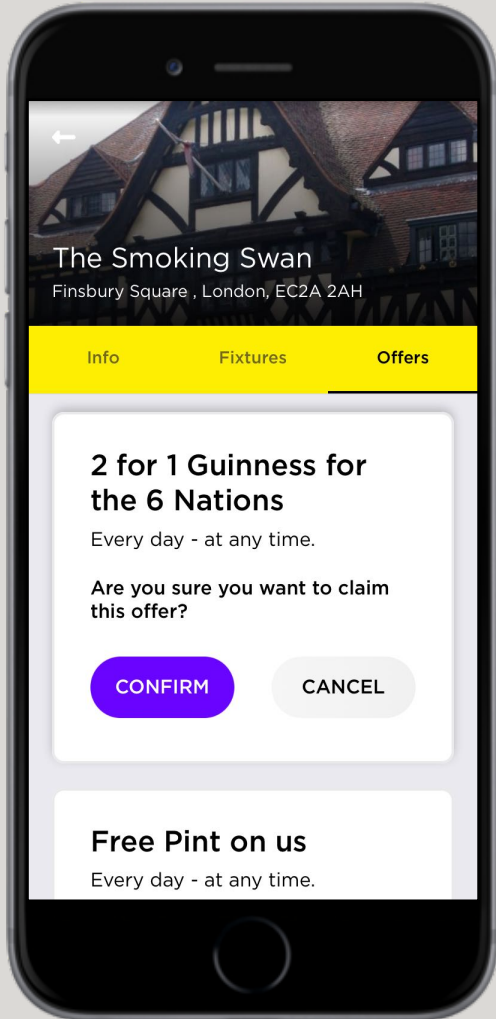 The Smoking Swan
Finsbury Square , London, EC2A 2AH
Info Fixtures Offers
2 for 1 Guinness for
the 6 Nations
Every day - at any time.
Are you sure you want to claim
this offer?
CONFIRM CANCEL
Free Pint on us
Every day - at any time.